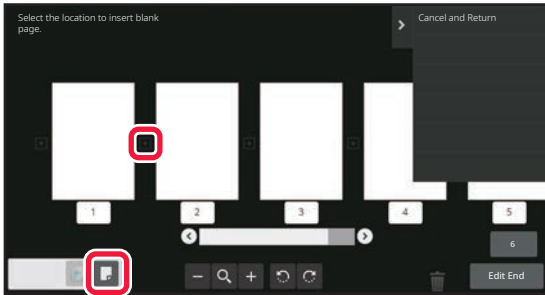 Select the location to insert blank
page.
Cancel and Return
1
2
3
4
5
6
Edit End